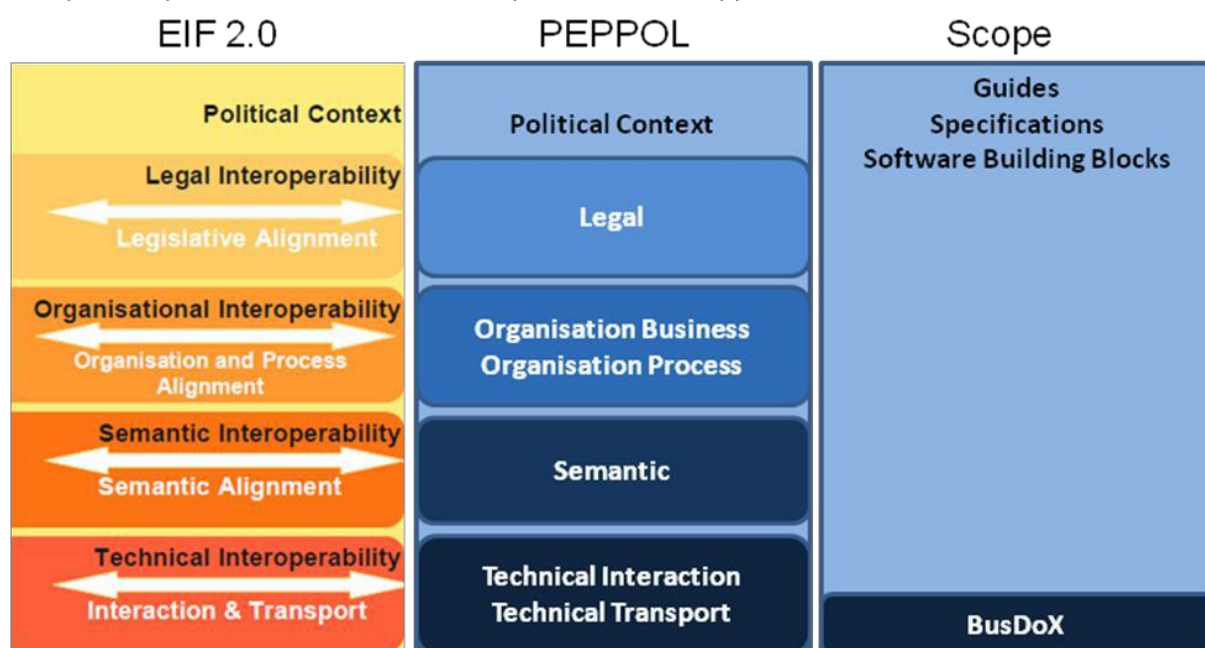 EIF 2.0
Political Context
Legal Interoperability
Legislative Alignment
Organisational Interoperability
Organisation and Process
Alignment
Semantic Interoperability
Semantic Alignment
Technical Interoperability
Interaction & Transport
PEPPOL
Political Context
Legal
Organisation Business
Organisation Process
Semantic
Technical Interaction
Technical Transport
Scope
Guides
Specifications
Software Building Blocks
BusDoX